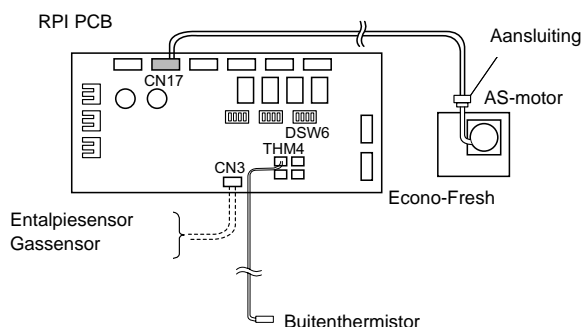 RPI PCB
Aansluiting
CN17
AS-motor
DSW6
THM4
CN3
Econo-Fresh
Entalpiesensor
Gassensor
Buitenthermistor